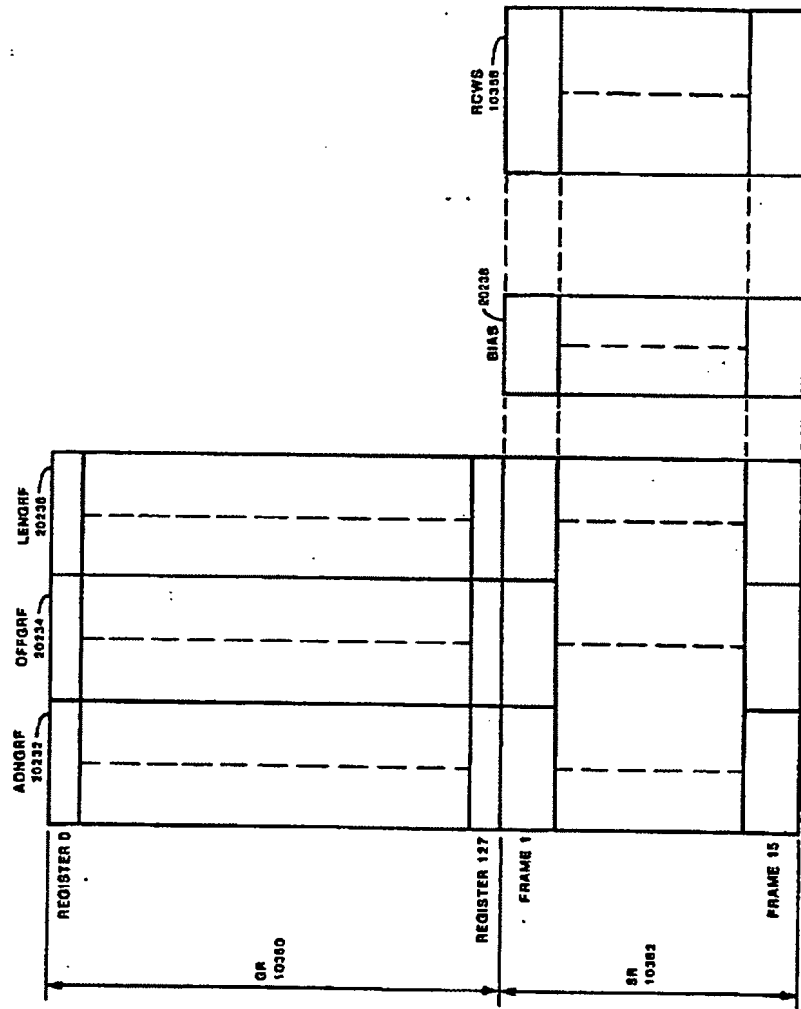 RCWS
10358
BIAS
20238
LENGRF
20236
OFFGRF
20234
AONGRF
20232
REGISTER 0
REGISTER 127
FRAME 1
FRAME 15
GR
10360
SR
10362